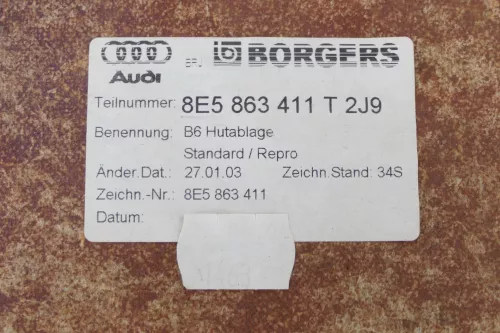 Audi BRJ b BORGERS
Teilnummer: 8E5 863 411 T 2J9
Benennung: B6 Hutablage
Standard / Repro
Änder.Dat.: 27.01.03 Zeichn.Stand: 34S
Zeichn.-Nr.: 8E5 863 411
Datum: